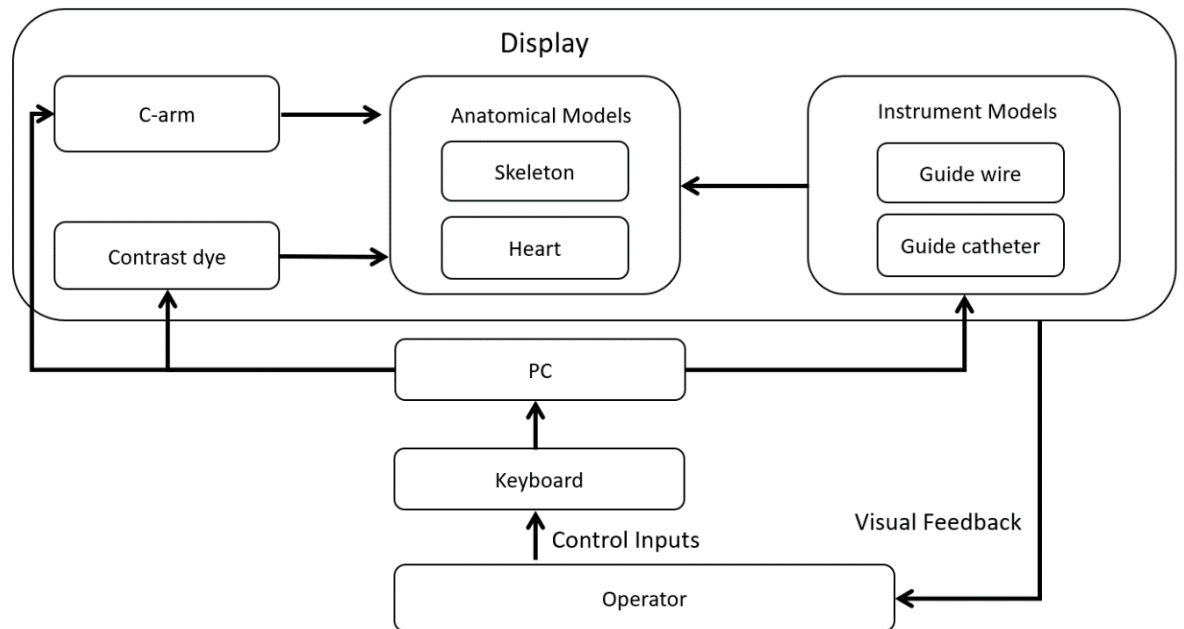 Display
C-arm
Anatomical Models
Instrument Models
Skeleton
Guide wire
Contrast dye
Heart
Guide catheter
PC
Keyboard
Visual Feedback
Control Inputs
Operator